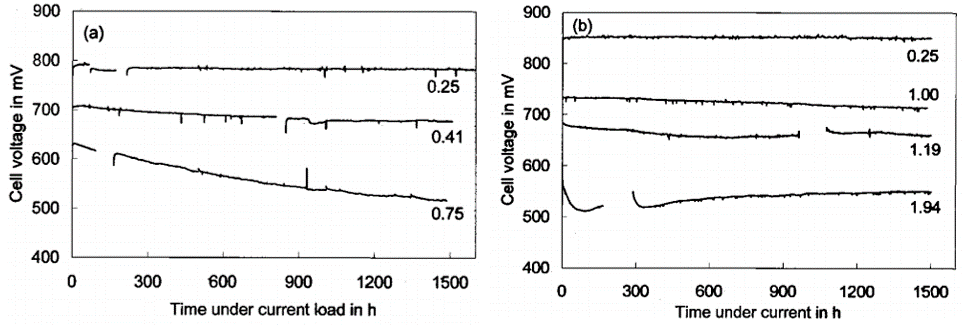 (a)
900
800
700
600
500
400
Cell voltage in mV
0.25
0.41
0.75
0 300 600 900 1200 1500
Time under current load in h
(b)
900
800
700
600
500
400
Cell voltage in mV
0.25
1.00
1.19
1.94
0 300 600 900 1200 1500
Time under current in h